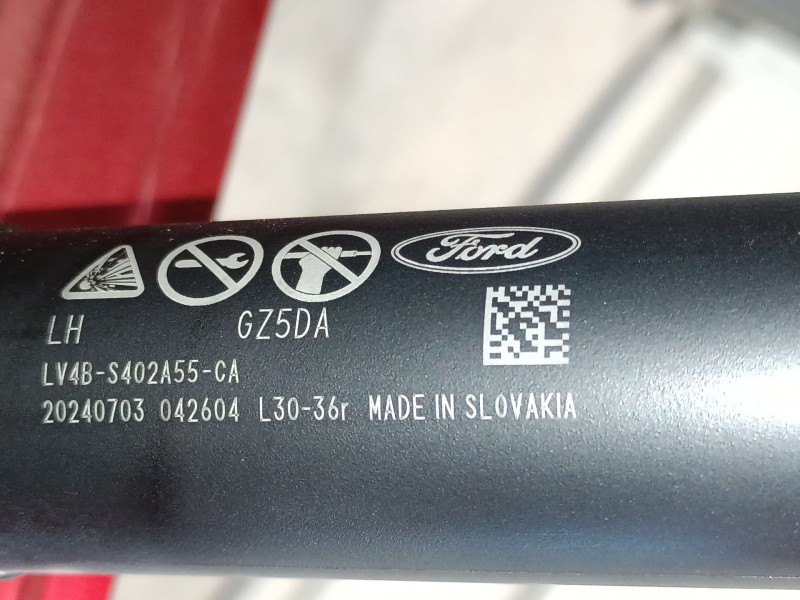 Ford
LH GZ5DA
LV4B-S402A55-CA
20240703 042604 L30-36r MADE IN SLOVAKIA